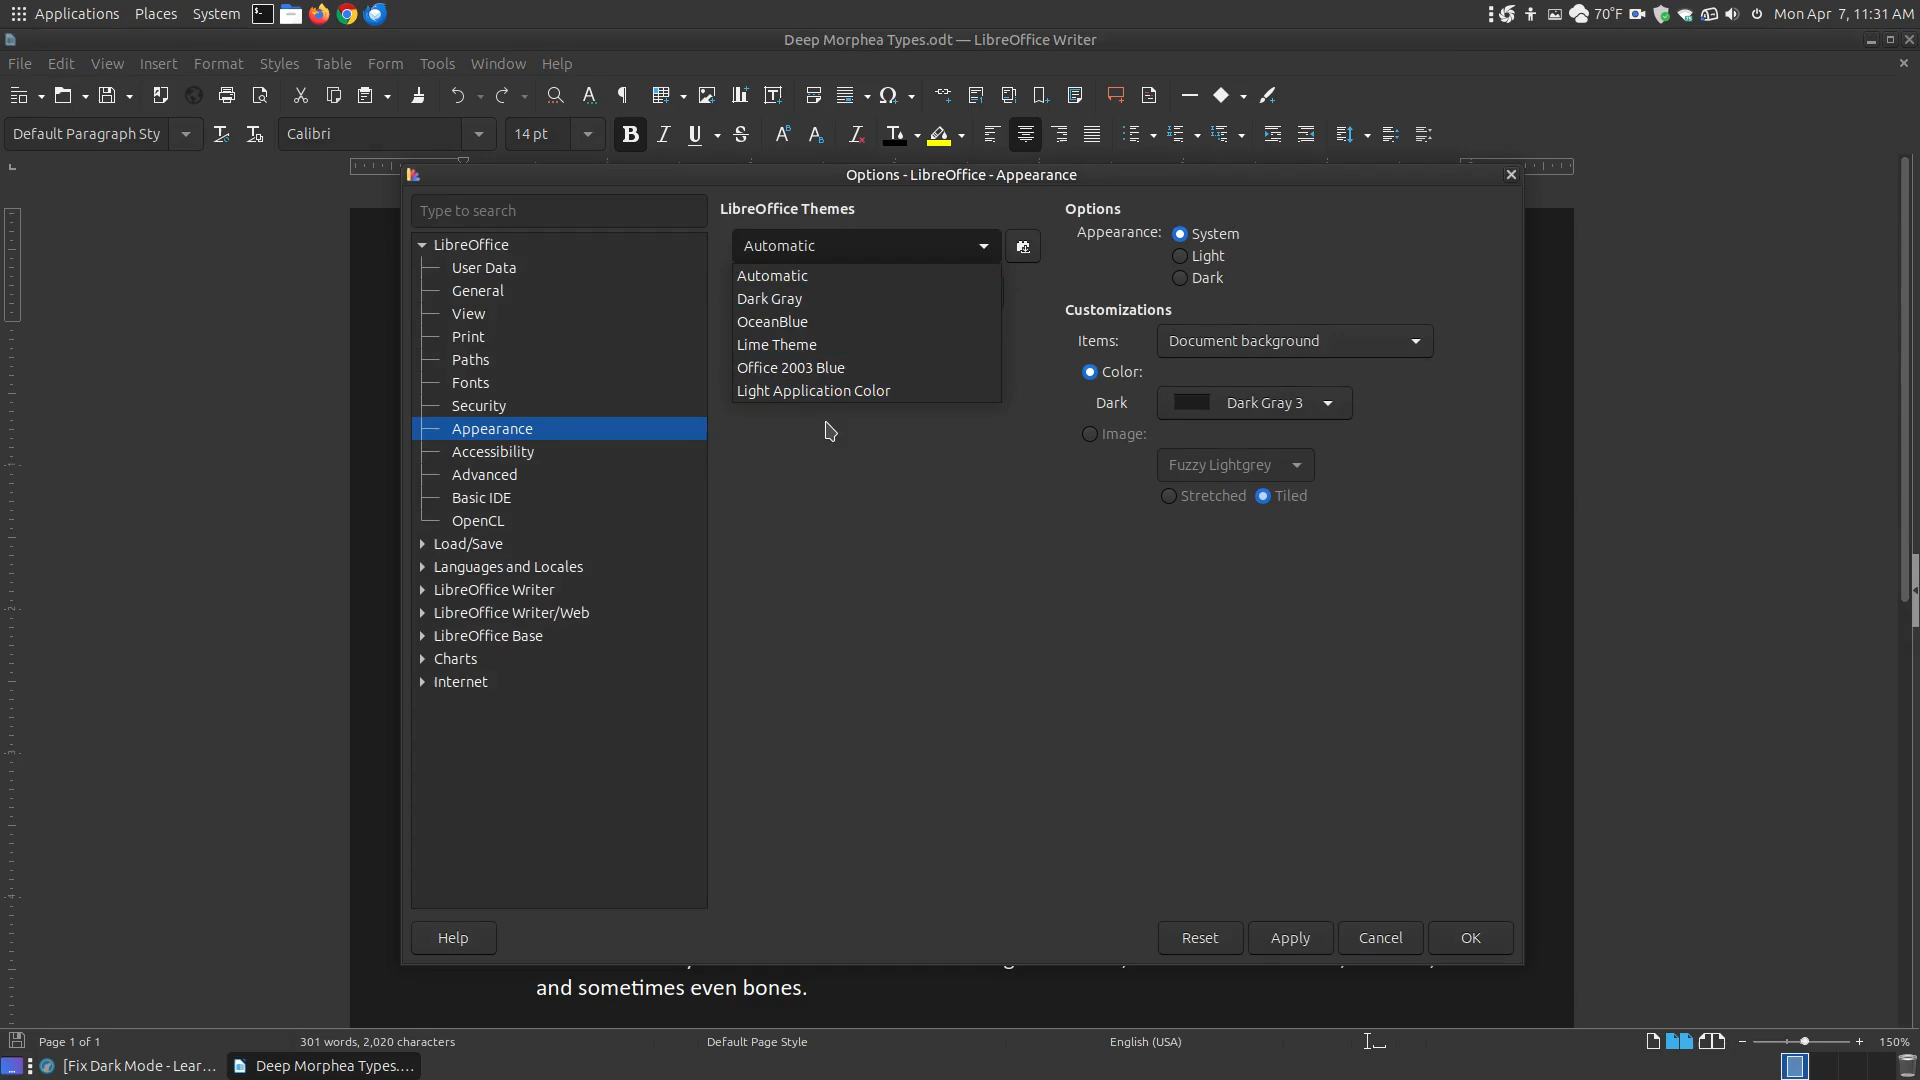 Applications Places System 70°F Mon Apr 7, 11:31 AM
Deep Morphea Types.odt — LibreOffice Writer
File Edit View Insert Format Styles Table Form Tools Window Help
Default Paragraph Sty Calibri 14 pt
Options - LibreOffice - Appearance
Type to search
LibreOffice
User Data
General
View
Print
Paths
Fonts
Security
Appearance
Accessibility
Advanced
Basic IDE
OpenCL
Load/Save
Languages and Locales
LibreOffice Writer
LibreOffice Writer/Web
LibreOffice Base
Charts
Internet
LibreOffice Themes
Automatic
Automatic
Dark Gray
OceanBlue
Lime Theme
Office 2003 Blue
Light Application Color
Options
Appearance: System
Light
Dark
Customizations
Items: Document background
Color:
Dark Dark Gray 3
Image:
Fuzzy Lightgrey
Stretched Tiled
Help Reset Apply Cancel OK
and sometimes even bones.
Page 1 of 1 301 words, 2,020 characters Default Page Style English (USA) 150%
[Fix Dark Mode - Lear... Deep Morphea Types....